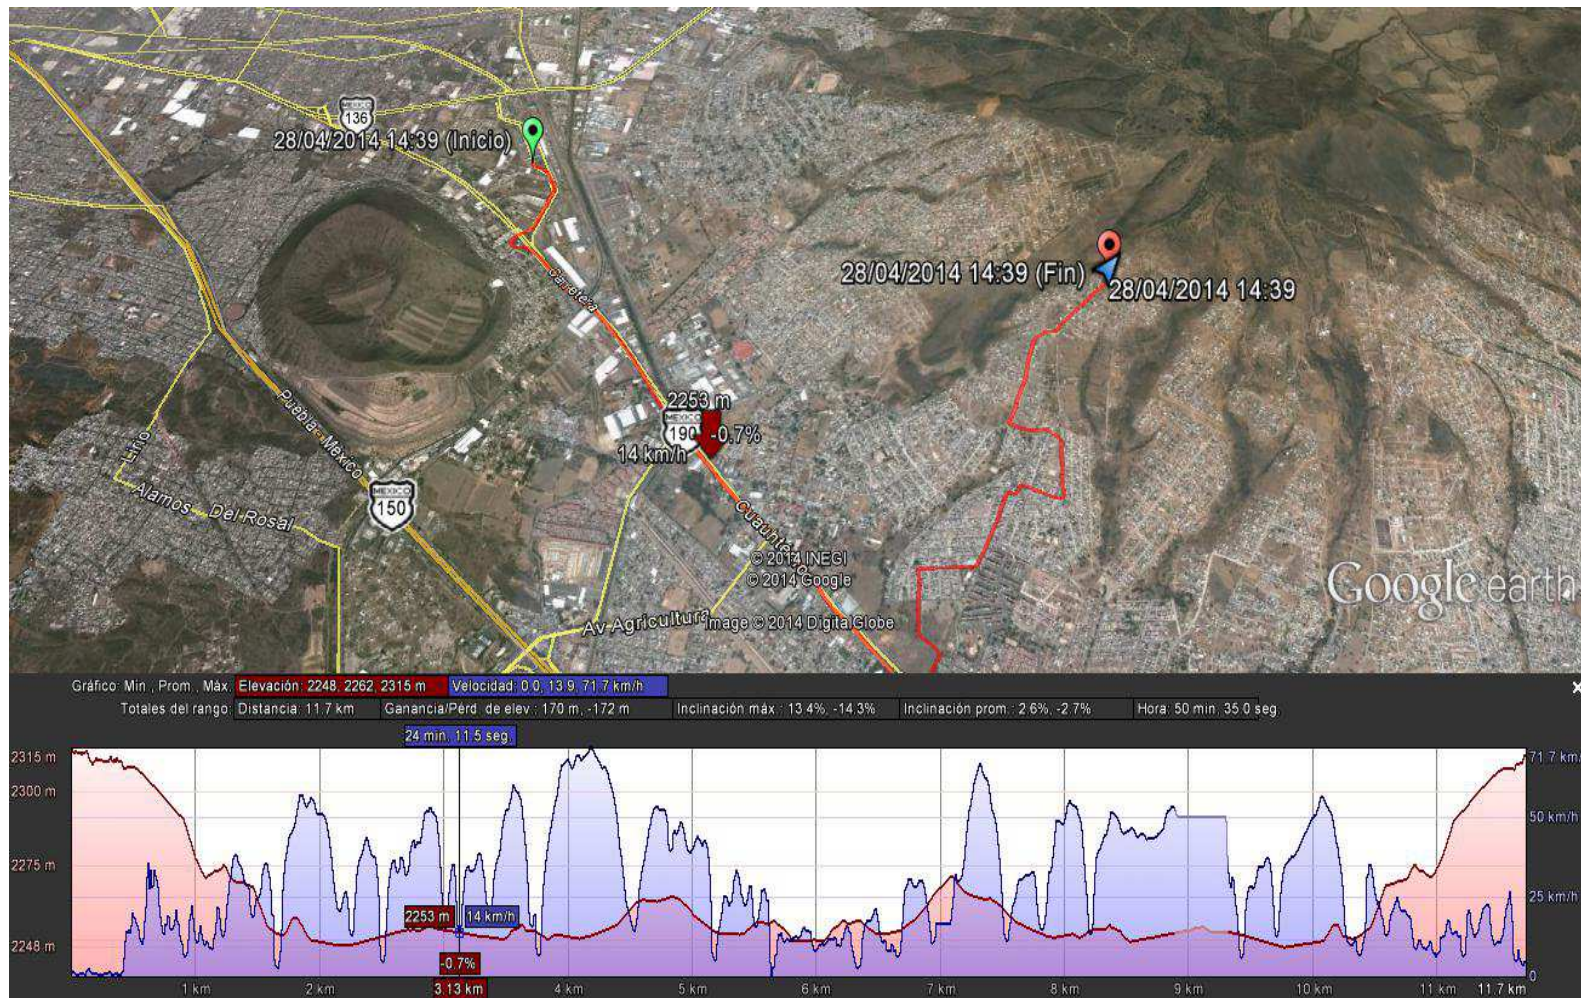 MEXICO
136
28/04/2014 14:39 (Inicio)
28/04/2014 14:39 (Fin)
28/04/2014 14:39
Carretera
2253 m
MEXICO
190
-0.7%
14 km/h
Puebla - Mexico
Lirio
Alamos Del Rosal
MEXICO
150
© 2014 INEGI
© 2014 Google
Google earth
Av Agricultura
Image © 2014 DigitalGlobe
Gráfico: Min., Prom., Máx. Elevación: 2248, 2262, 2315 m Velocidad: 0.0, 13.9, 71.7 km/h
Totales del rango: Distancia: 11.7 km Ganancia/Pérd. de elev.: 170 m, -172 m Inclinación máx.: 13.4%, -14.3% Inclinación prom.: 2.6%, -2.7% Hora: 50 min, 35.0 seg.
24 min, 11.5 seg.
2315 m
71.7 km/
2300 m
50 km/h
2275 m
25 km/h
2253 m 14 km/h
2248 m
-0.7%
0
1 km 2 km 3.13 km 4 km 5 km 6 km 7 km 8 km 9 km 10 km 11 km 11.7 km